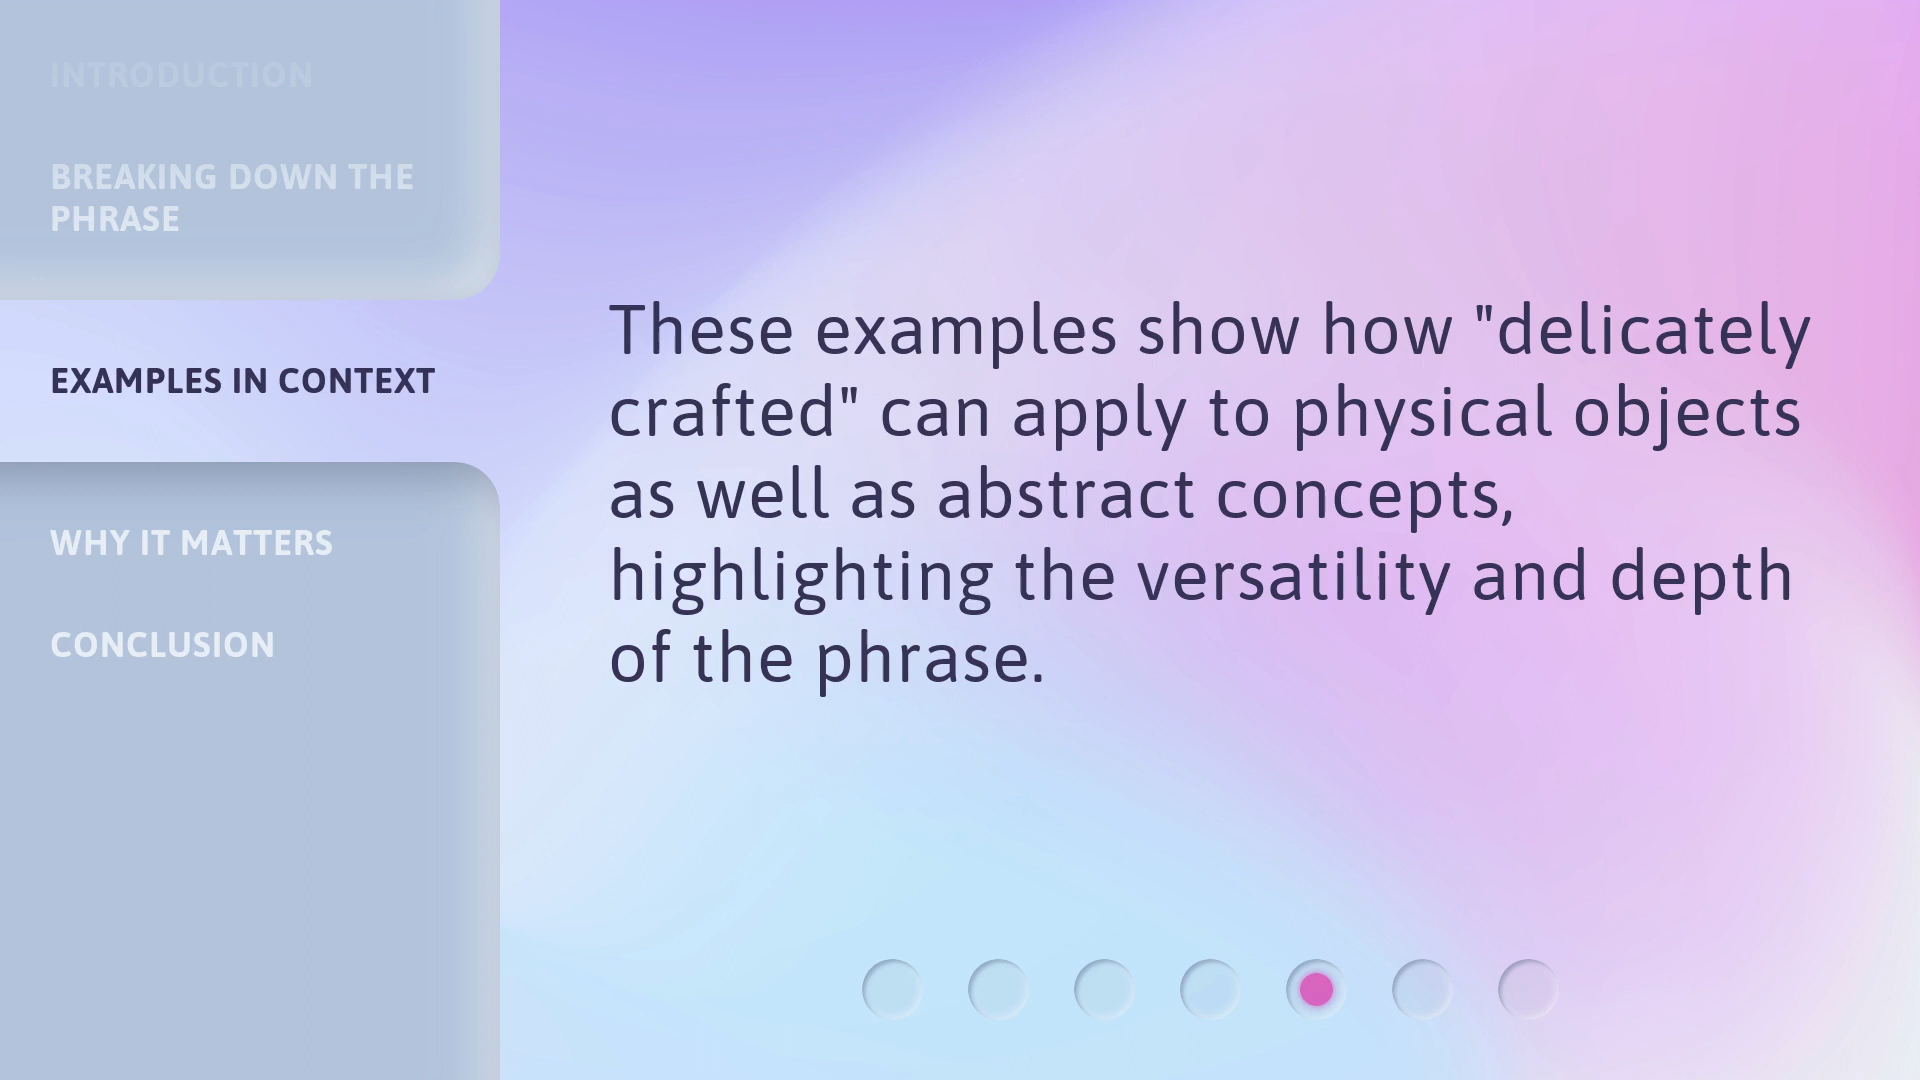 INTRODUCTION
BREAKING DOWN THE
PHRASE
EXAMPLES IN CONTEXT
WHY IT MATTERS
CONCLUSION
These examples show how "delicately
crafted" can apply to physical objects
as well as abstract concepts,
highlighting the versatility and depth
of the phrase.